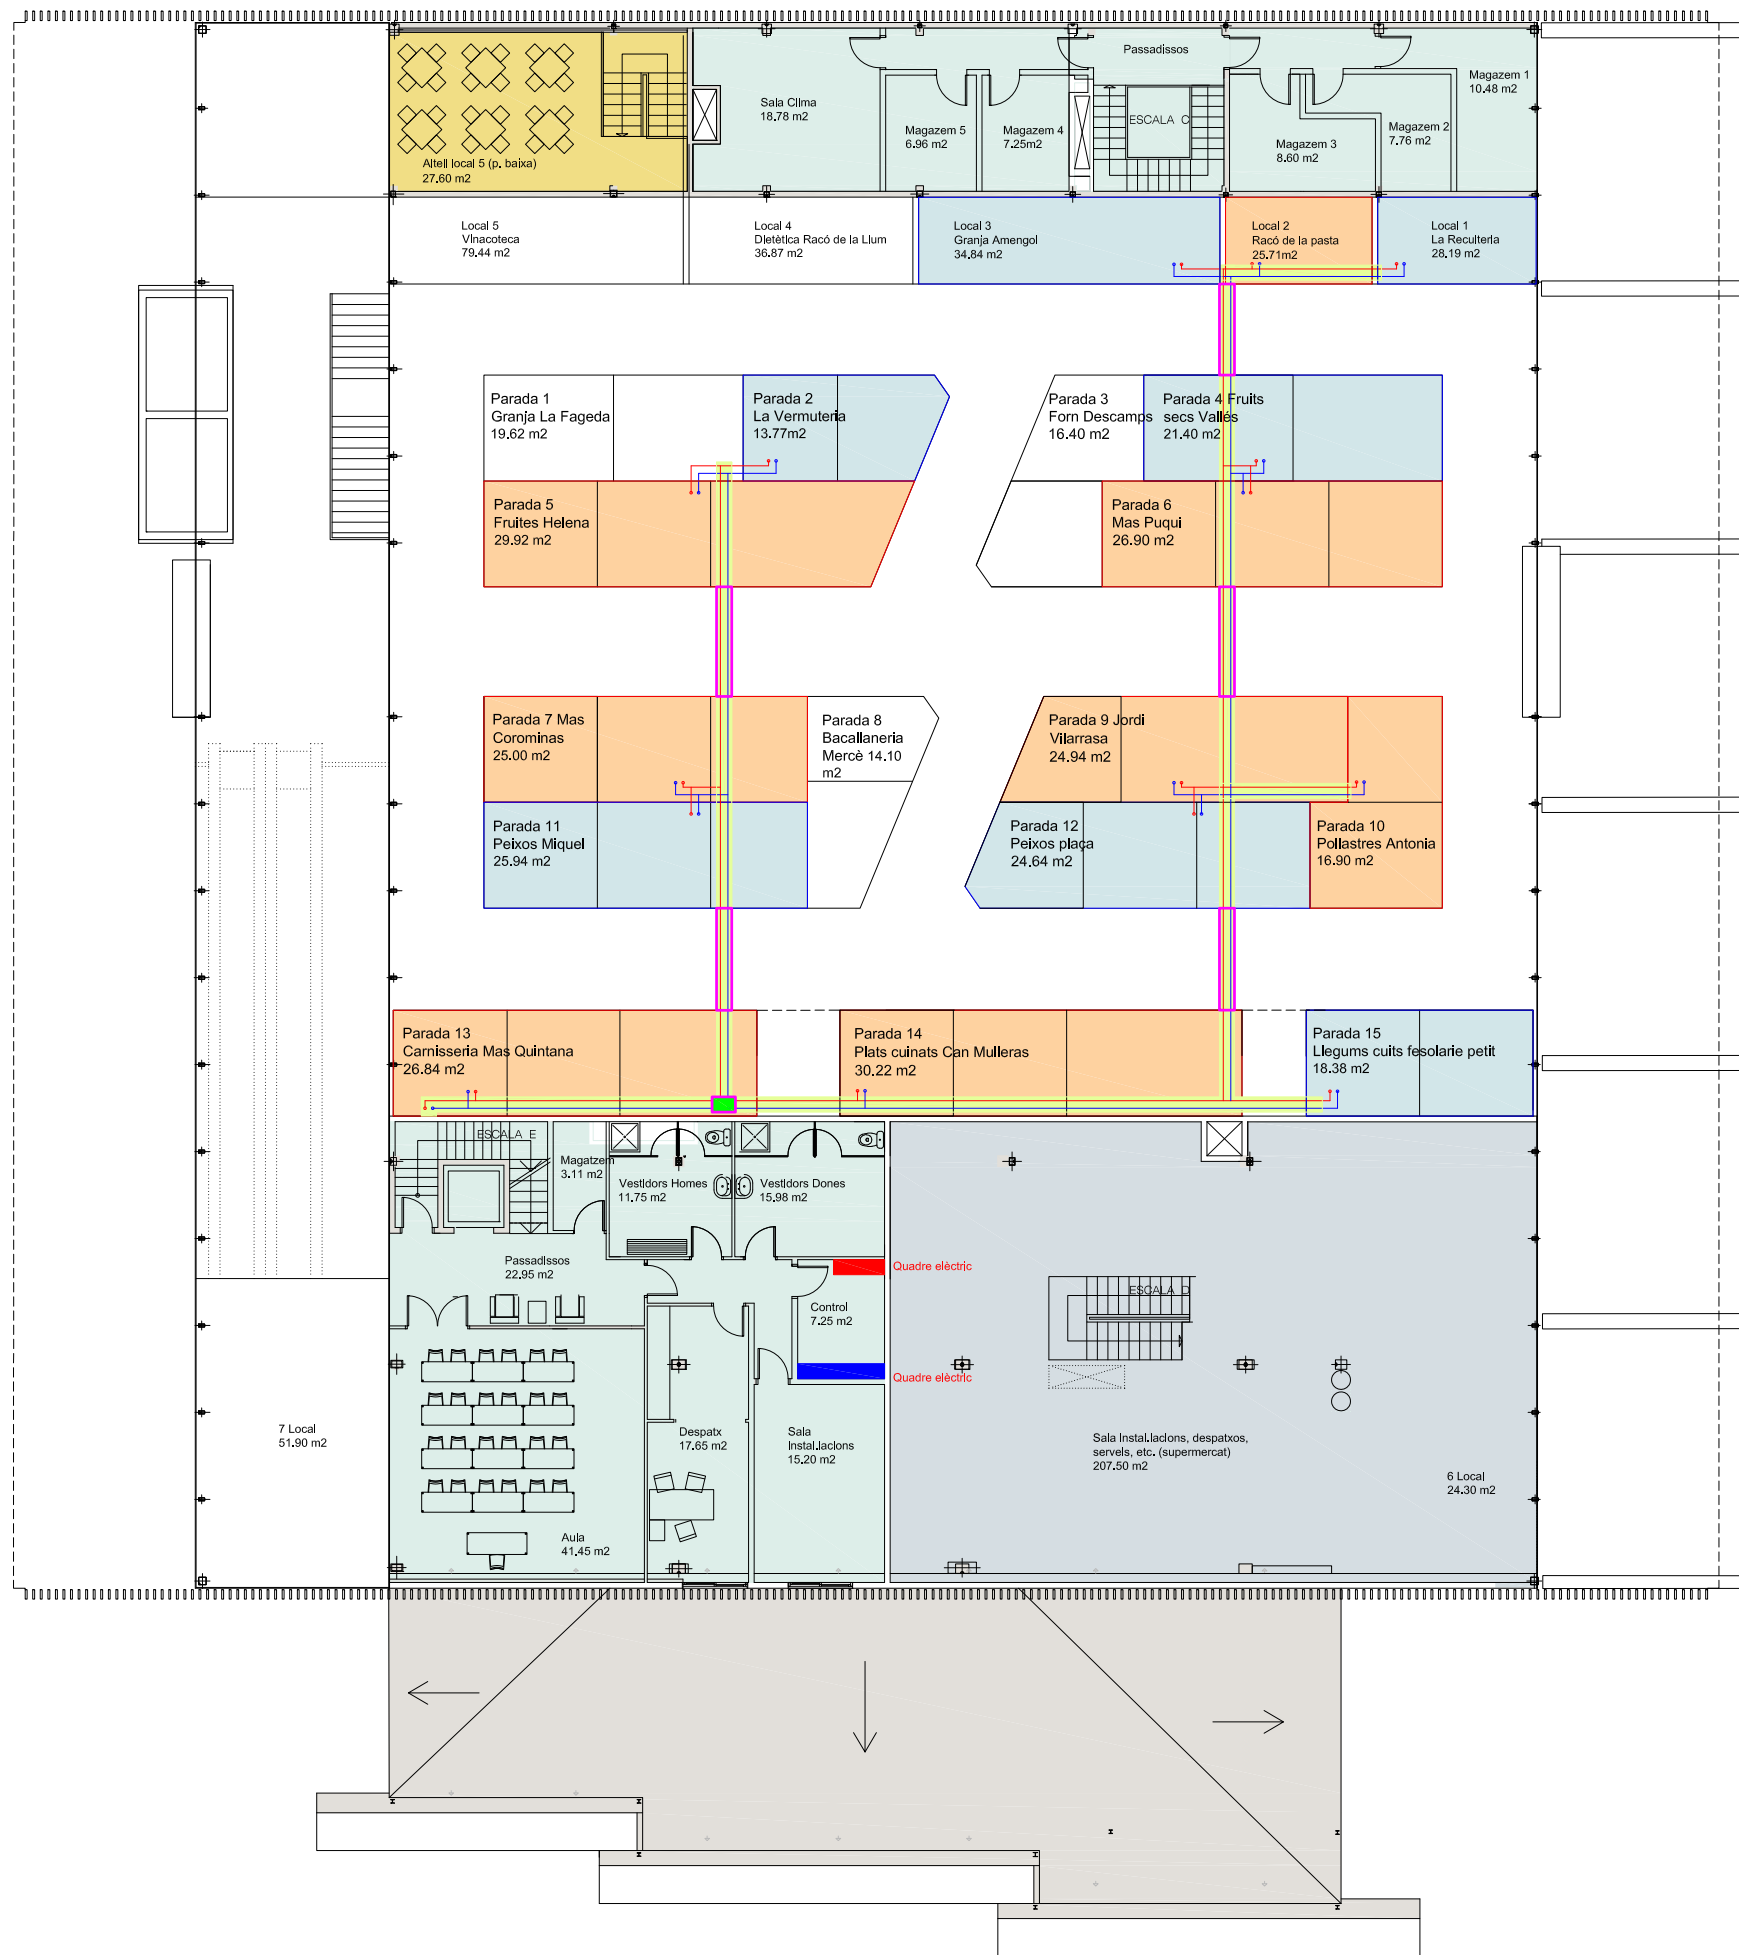 Passadissos
Magazem 1
10.48 m2
Sala Clima
18.78 m2
ESCALA C
Magazem 5
6.96 m2
Magazem 4
7.25m2
Magazem 2
7.76 m2
Magazem 3
8.60 m2
Altell local 5 (p. baixa)
27.60 m2
Local 5
Vinacoteca
79.44 m2
Local 4
Dietètica Racó de la Llum
36.87 m2
Local 3
Granja Amengol
34.84 m2
Local 2
Racó de la pasta
25.71m2
Local 1
La Reculteria
28.19 m2
Parada 1
Granja La Fageda
19.62 m2
Parada 2
La Vermuteria
13.77m2
Parada 3
Forn Descamps
16.40 m2
Parada 4 Fruits
secs Vallés
21.40 m2
Parada 5
Fruites Helena
29.92 m2
Parada 6
Mas Puqui
26.90 m2
Parada 7 Mas
Corominas
25.00 m2
Parada 8
Bacallaneria
Mercè 14.10
m2
Parada 9 Jordi
Vilarrasa
24.94 m2
Parada 11
Peixos Miquel
25.94 m2
Parada 12
Peixos plaça
24.64 m2
Parada 10
Pollastres Antonia
16.90 m2
Parada 13
Carnisseria Mas Quintana
26.84 m2
Parada 14
Plats cuinats Can Mulleras
30.22 m2
Parada 15
Llegums cuits fesolarie petit
18.38 m2
ESCALA E
Magatzem
3.11 m2
Vestidors Homes
11.75 m2
Vestidors Dones
15.98 m2
Passadissos
22.95 m2
Quadre elèctric
ESCALA D
Control
7.25 m2
Quadre elèctric
7 Local
51.90 m2
Despatx
17.65 m2
Sala
Instal.lacions
15.20 m2
Sala Instal.lacions, despatxos,
serveis, etc. (supermercat)
207.50 m2
6 Local
24.30 m2
Aula
41.45 m2